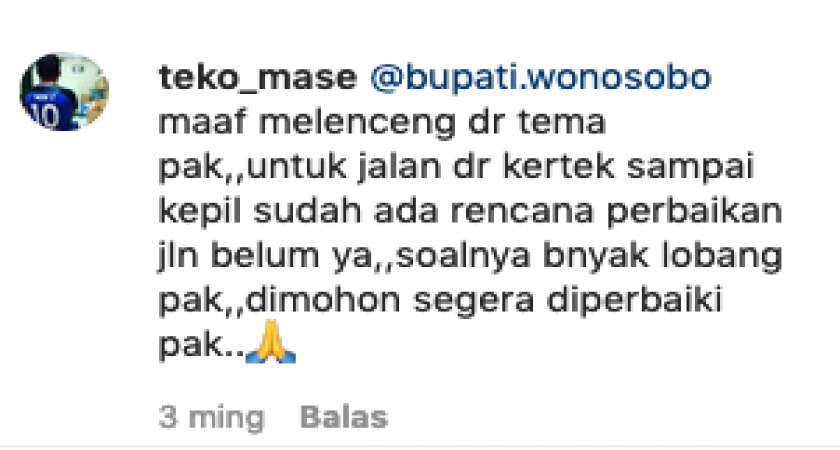 teko_mase @bupati.wonosobo
maaf melenceng dr tema
pak,,untuk jalan dr kertek sampai
kepil sudah ada rencana perbaikan
jln belum ya,,soalnya bnyak lobang
pak,,dimohon segera diperbaiki
pak..🙏
3 ming Balas